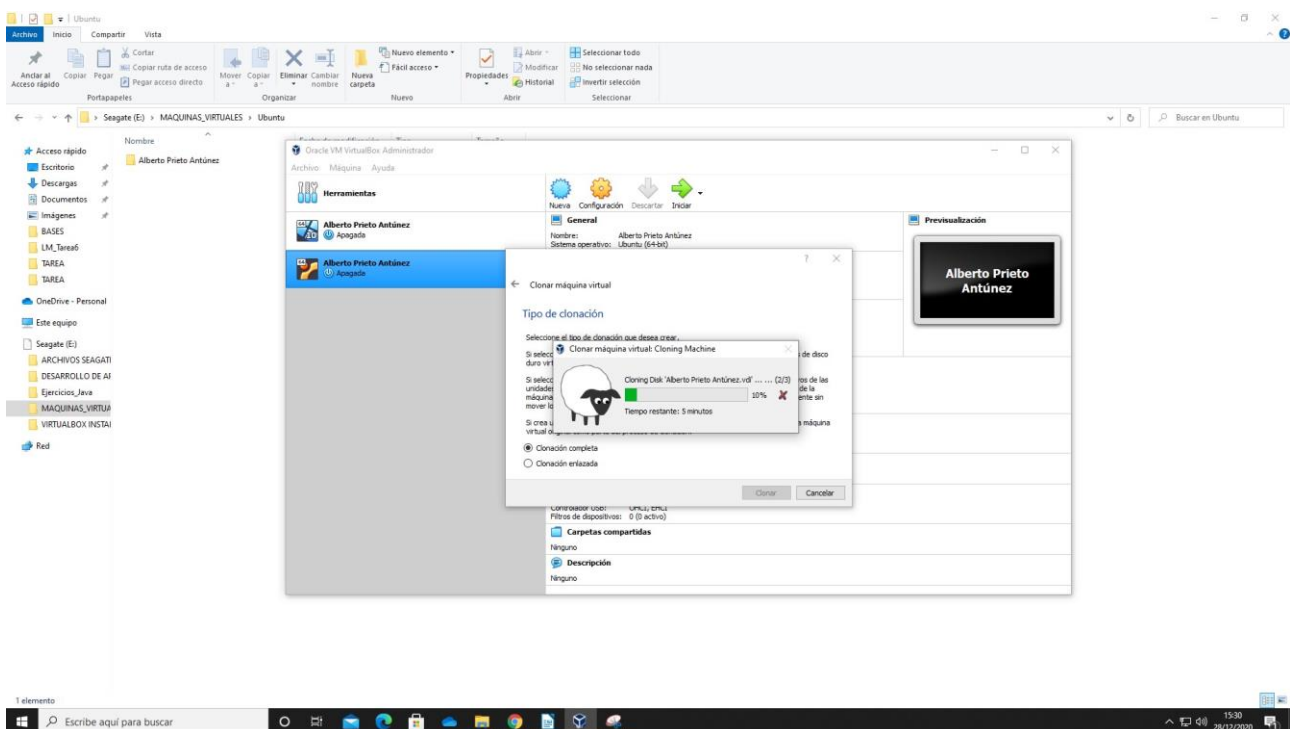 Ubuntu
Archivo Inicio Compartir Vista
Anclar al Acceso rápido
Copiar
Pegar
Cortar
Copiar ruta de acceso
Pegar acceso directo
Portapapeles
Mover a
Copiar a
Eliminar
Cambiar nombre
Organizar
Nueva carpeta
Nuevo elemento
Fácil acceso
Nuevo
Propiedades
Abrir
Modificar
Historial
Abrir
Seleccionar todo
No seleccionar nada
Invertir selección
Seleccionar
Seagate (E:) > MAQUINAS_VIRTUALES > Ubuntu
Buscar en Ubuntu
Nombre
Alberto Prieto Antúnez
Acceso rápido
Escritorio
Descargas
Documentos
Imágenes
BASES
LM_Tarea6
TAREA
TAREA
OneDrive - Personal
Este equipo
Seagate (E:)
ARCHIVOS SEAGATI
DESARROLLO DE AF
Ejercicios_Java
MAQUINAS_VIRTUA
VIRTUALBOX INSTAI
Red
Oracle VM VirtualBox Administrador
Archivo Máquina Ayuda
Herramientas
Nueva Configuración Descartar Iniciar
Alberto Prieto Antúnez
Apagada
Alberto Prieto Antúnez
Apagada
General
Nombre: Alberto Prieto Antúnez
Sistema operativo: Ubuntu (64-bit)
Previsualización
Alberto Prieto
Antúnez
Clonar máquina virtual
Tipo de clonación
Seleccione el tipo de clonación que desea crear.
Clonar máquina virtual: Cloning Machine
Cloning Disk 'Alberto Prieto Antúnez.vdi' ... ... (2/3)
10%
Tiempo restante: 5 minutos
Clonación completa
Clonación enlazada
Clonar Cancelar
Filtros de dispositivos: 0 (0 activo)
Carpetas compartidas
Ninguno
Descripción
Ninguno
1 elemento
Escribe aquí para buscar
15:30
28/12/2020